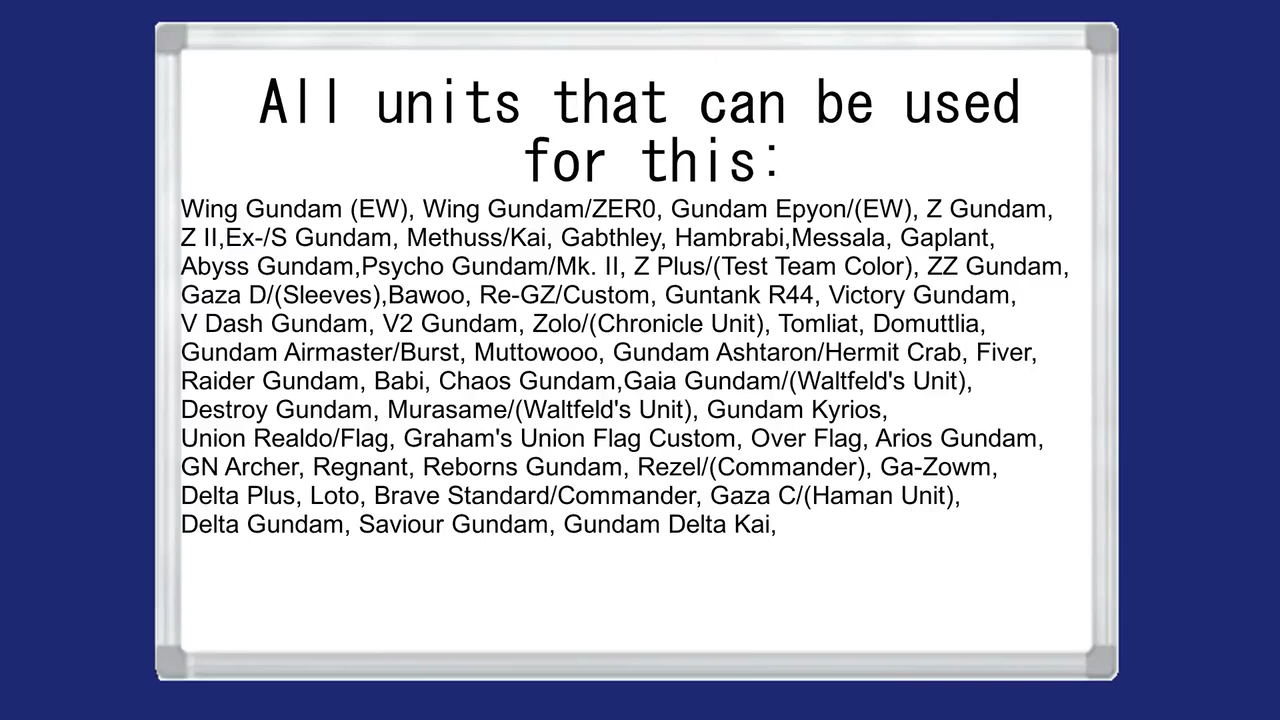 All units that can be used
for this:
Wing Gundam (EW), Wing Gundam/ZER0, Gundam Epyon/(EW), Z Gundam,
Z II,Ex-/S Gundam, Methuss/Kai, Gabthley, Hambrabi,Messala, Gaplant,
Abyss Gundam,Psycho Gundam/Mk. II, Z Plus/(Test Team Color), ZZ Gundam,
Gaza D/(Sleeves),Bawoo, Re-GZ/Custom, Guntank R44, Victory Gundam,
V Dash Gundam, V2 Gundam, Zolo/(Chronicle Unit), Tomliat, Domuttlia,
Gundam Airmaster/Burst, Muttowooo, Gundam Ashtaron/Hermit Crab, Fiver,
Raider Gundam, Babi, Chaos Gundam,Gaia Gundam/(Waltfeld's Unit),
Destroy Gundam, Murasame/(Waltfeld's Unit), Gundam Kyrios,
Union Realdo/Flag, Graham's Union Flag Custom, Over Flag, Arios Gundam,
GN Archer, Regnant, Reborns Gundam, Rezel/(Commander), Ga-Zowm,
Delta Plus, Loto, Brave Standard/Commander, Gaza C/(Haman Unit),
Delta Gundam, Saviour Gundam, Gundam Delta Kai,